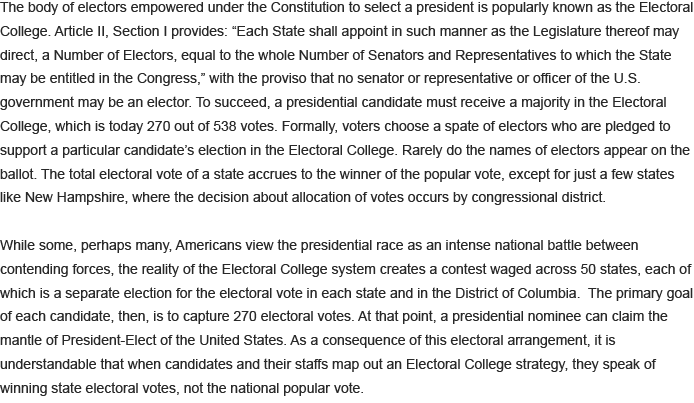 The body of electors empowered under the Constitution to select a president is popularly known as the Electoral
College. Article II, Section I provides: “Each State shall appoint in such manner as the Legislature thereof may
direct, a Number of Electors, equal to the whole Number of Senators and Representatives to which the State
may be entitled in the Congress,” with the proviso that no senator or representative or officer of the U.S.
government may be an elector. To succeed, a presidential candidate must receive a majority in the Electoral
College, which is today 270 out of 538 votes. Formally, voters choose a spate of electors who are pledged to
support a particular candidate’s election in the Electoral College. Rarely do the names of electors appear on the
ballot. The total electoral vote of a state accrues to the winner of the popular vote, except for just a few states
like New Hampshire, where the decision about allocation of votes occurs by congressional district.

While some, perhaps many, Americans view the presidential race as an intense national battle between
contending forces, the reality of the Electoral College system creates a contest waged across 50 states, each of
which is a separate election for the electoral vote in each state and in the District of Columbia.  The primary goal
of each candidate, then, is to capture 270 electoral votes. At that point, a presidential nominee can claim the
mantle of President-Elect of the United States. As a consequence of this electoral arrangement, it is
understandable that when candidates and their staffs map out an Electoral College strategy, they speak of
winning state electoral votes, not the national popular vote.